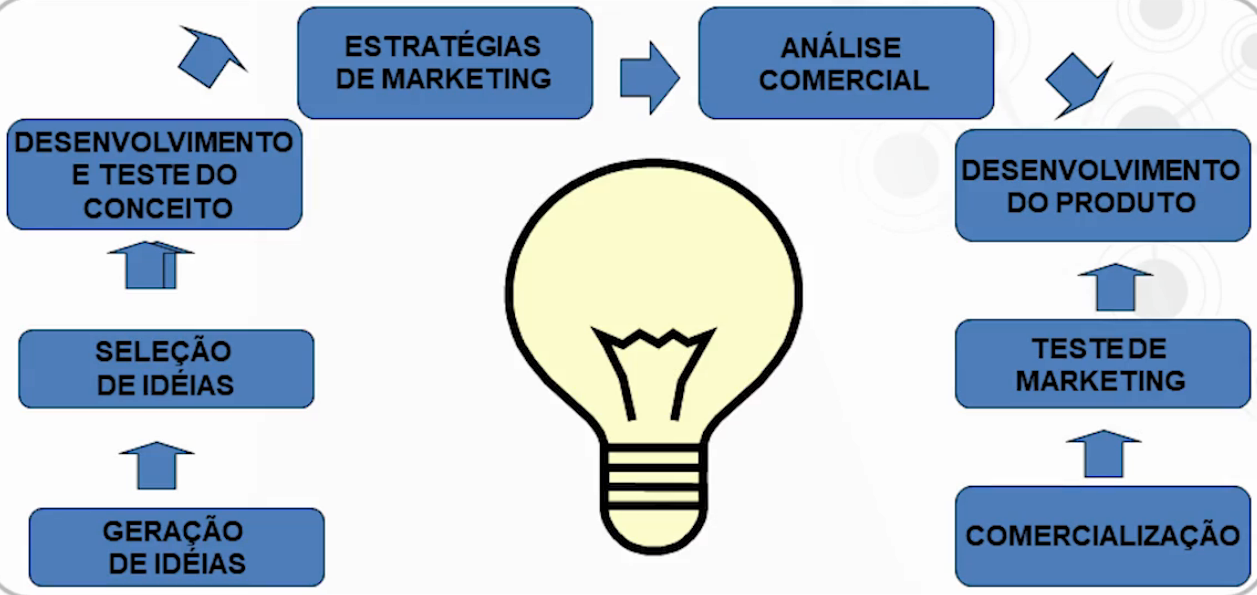 ESTRATÉGIAS
DE MARKETING
ANÁLISE
COMERCIAL
DESENVOLVIMENTO
E TESTE DO
CONCEITO
DESENVOLVIMENTO
DO PRODUTO
SELEÇÃO
DE IDÉIAS
TESTE DE
MARKETING
GERAÇÃO
DE IDÉIAS
COMERCIALIZAÇÃO